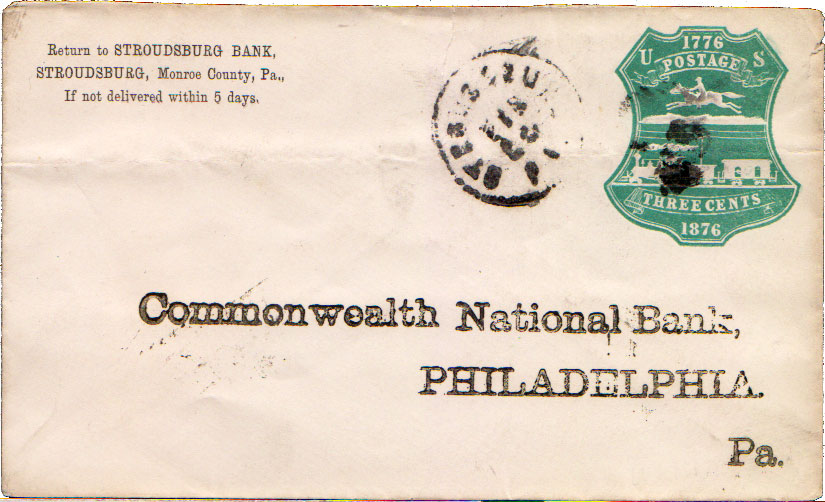 Return to STROUDSBURG BANK,
STROUDSBURG, Monroe County, Pa.,
If not delivered within 5 days.
1776
U S
POSTAGE
THREE CENTS
1876
Commonwealth National Bank,
PHILADELPHIA.
Pa.